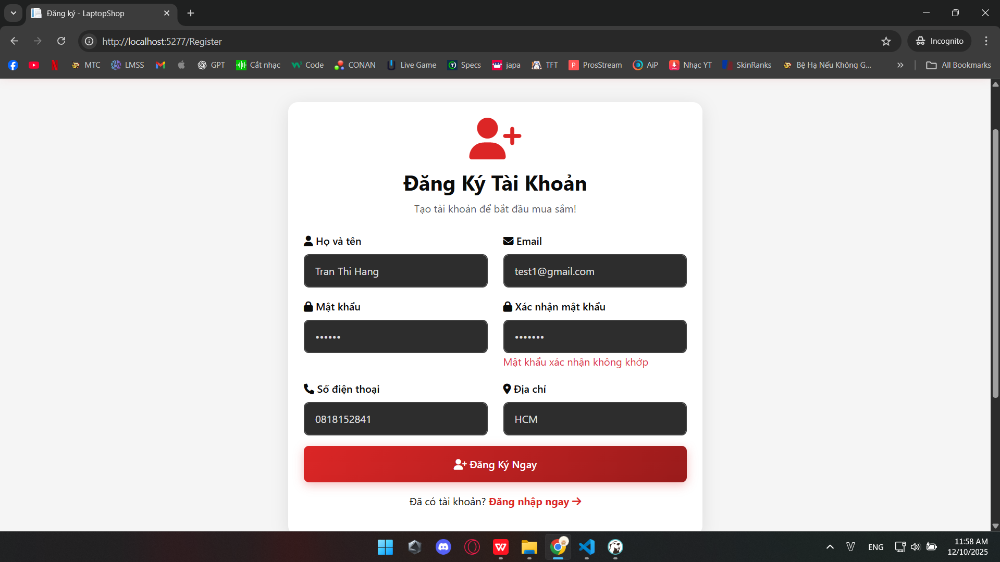 Đăng ký - LaptopShop
http://localhost:5277/Register
Incognito
MTC
LMSS
GPT
Cắt nhạc
Code
CONAN
Live Game
Specs
japa
TFT
ProsStream
AiP
Nhạc YT
SkinRanks
Bệ Hạ Nếu Không G...
All Bookmarks
Đăng Ký Tài Khoản
Tạo tài khoản để bắt đầu mua sắm!
Họ và tên
Email
Tran Thi Hang
test1@gmail.com
Mật khẩu
Xác nhận mật khẩu
••••••
•••••••
Mật khẩu xác nhận không khớp
Số điện thoại
Địa chỉ
0818152841
HCM
Đăng Ký Ngay
Đã có tài khoản? Đăng nhập ngay
ENG
11:58 AM
12/10/2025